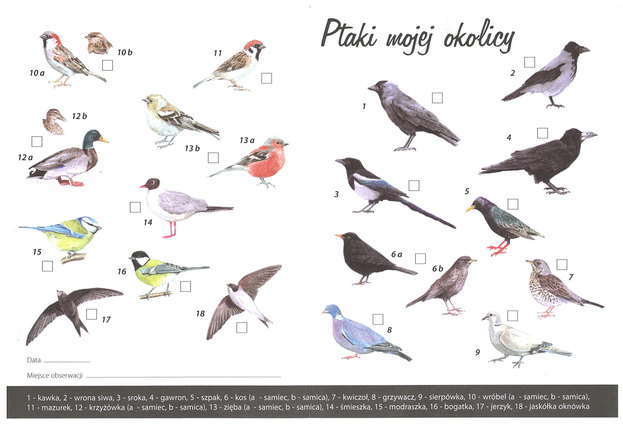 Ptaki mojej okolicy
10 a
10 b
11
12 b
12 a
13 b
13 a
14
15
16
17
18
1
2
3
4
5
6 a
6 b
7
8
9
Data
Miejsce obserwacji
1 - kawka, 2 - wrona siwa, 3 - sroka, 4 - gawron, 5 - szpak, 6 - kos (a - samiec, b - samica), 7 - kwiczoł, 8 - grzywacz, 9 - sierpówka, 10 - wróbel (a - samiec, b - samica),
11 - mazurek, 12 - krzyżówka (a - samiec, b - samica), 13 - zięba (a - samiec, b - samica), 14 - śmieszka, 15 - modraszka, 16 - bogatka, 17 - jerzyk, 18 - jaskółka oknówka